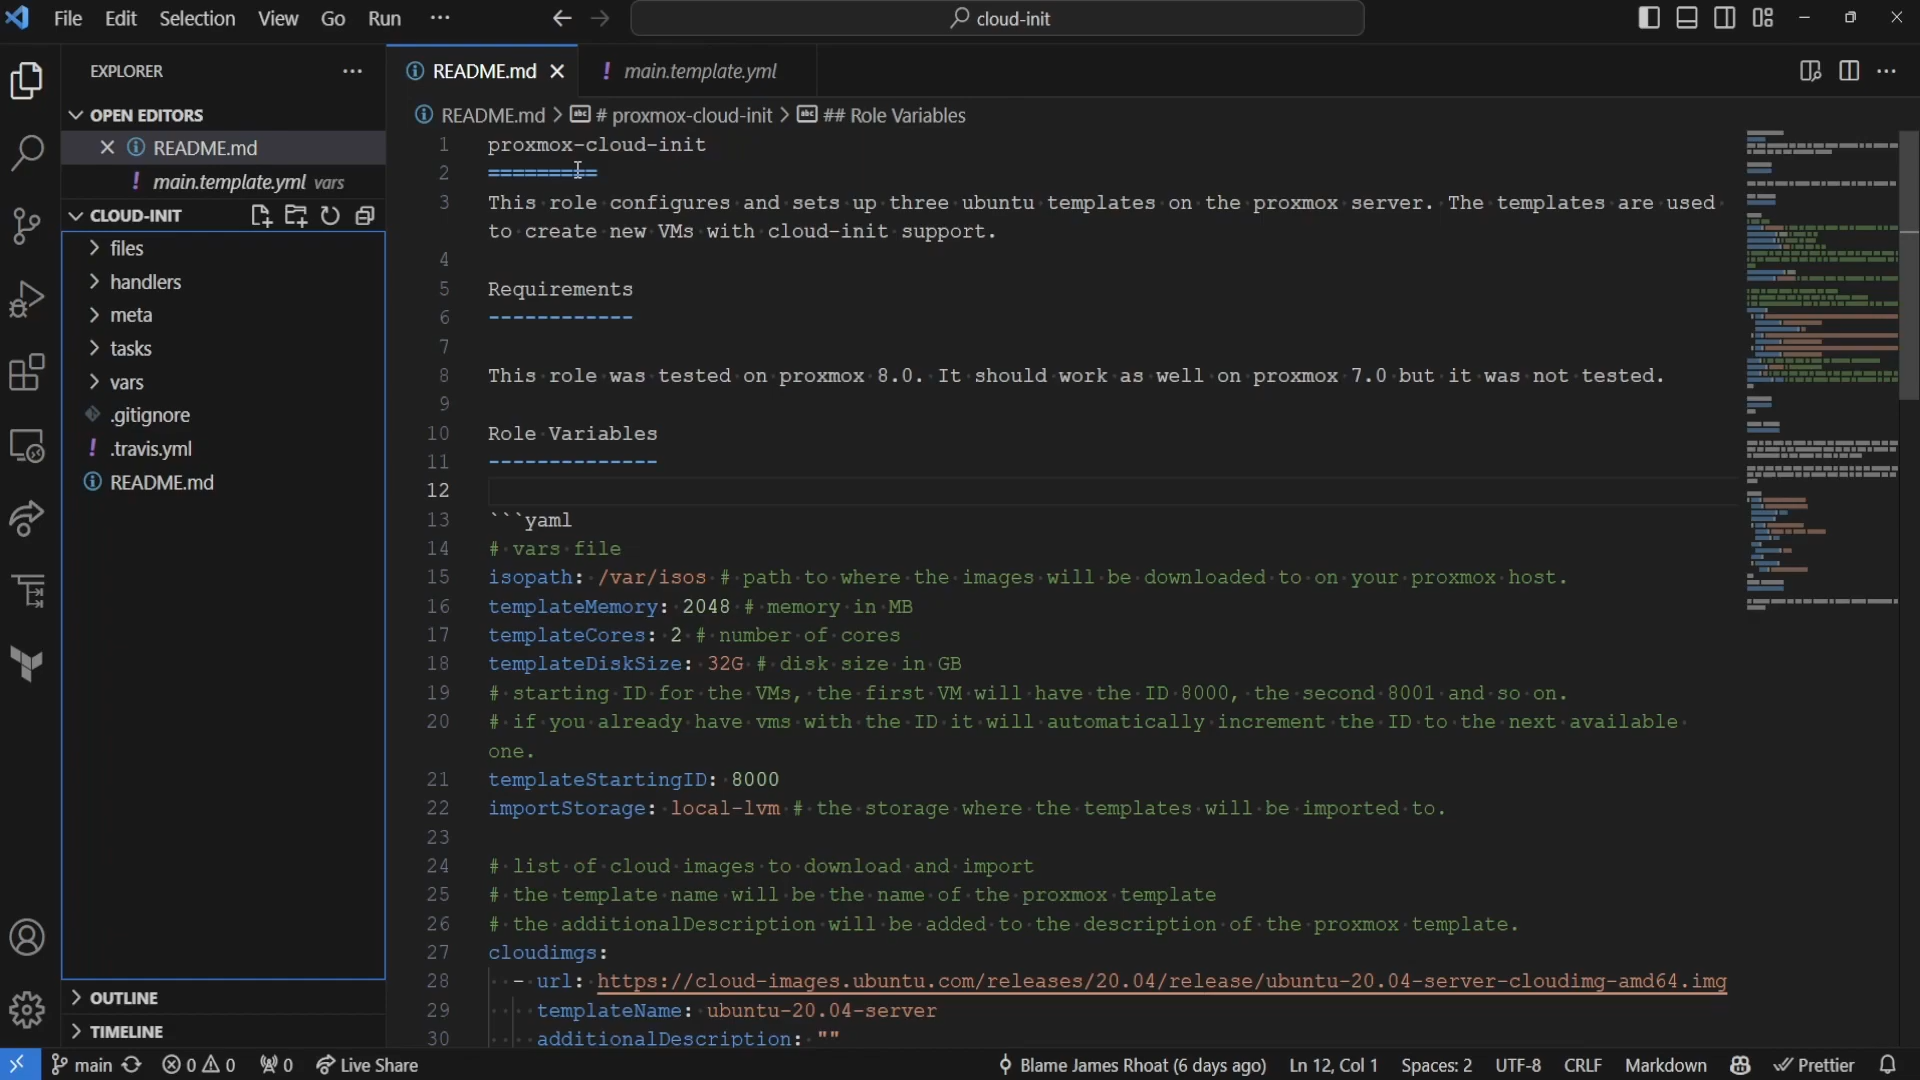 File Edit Selection View Go Run ··· cloud-init
EXPLORER ···
OPEN EDITORS
README.md
main.template.yml vars
CLOUD-INIT
files
handlers
meta
tasks
vars
.gitignore
.travis.yml
README.md
OUTLINE
TIMELINE
README.md main.template.yml
README.md > # proxmox-cloud-init > ## Role Variables
1 proxmox-cloud-init
2 =========
3 This role configures and sets up three ubuntu templates on the proxmox server. The templates are used
to create new VMs with cloud-init support.
4
5 Requirements
6 ------------
7
8 This role was tested on proxmox 8.0. It should work as well on proxmox 7.0 but it was not tested.
9
10 Role Variables
11 --------------
12
13 ```yaml
14 # vars file
15 isopath: /var/isos # path to where the images will be downloaded to on your proxmox host.
16 templateMemory: 2048 # memory in MB
17 templateCores: 2 # number of cores
18 templateDiskSize: 32G # disk size in GB
19 # starting ID for the VMs, the first VM will have the ID 8000, the second 8001 and so on.
20 # if you already have vms with the ID it will automatically increment the ID to the next available
one.
21 templateStartingID: 8000
22 importStorage: local-lvm # the storage where the templates will be imported to.
23
24 # list of cloud images to download and import
25 # the template name will be the name of the proxmox template
26 # the additionalDescription will be added to the description of the proxmox template.
27 cloudimgs:
28 - url: https://cloud-images.ubuntu.com/releases/20.04/release/ubuntu-20.04-server-cloudimg-amd64.img
29 templateName: ubuntu-20.04-server
30 additionalDescription: ""
main 0 0 0 Live Share Blame James Rhoat (6 days ago) Ln 12, Col 1 Spaces: 2 UTF-8 CRLF Markdown Prettier